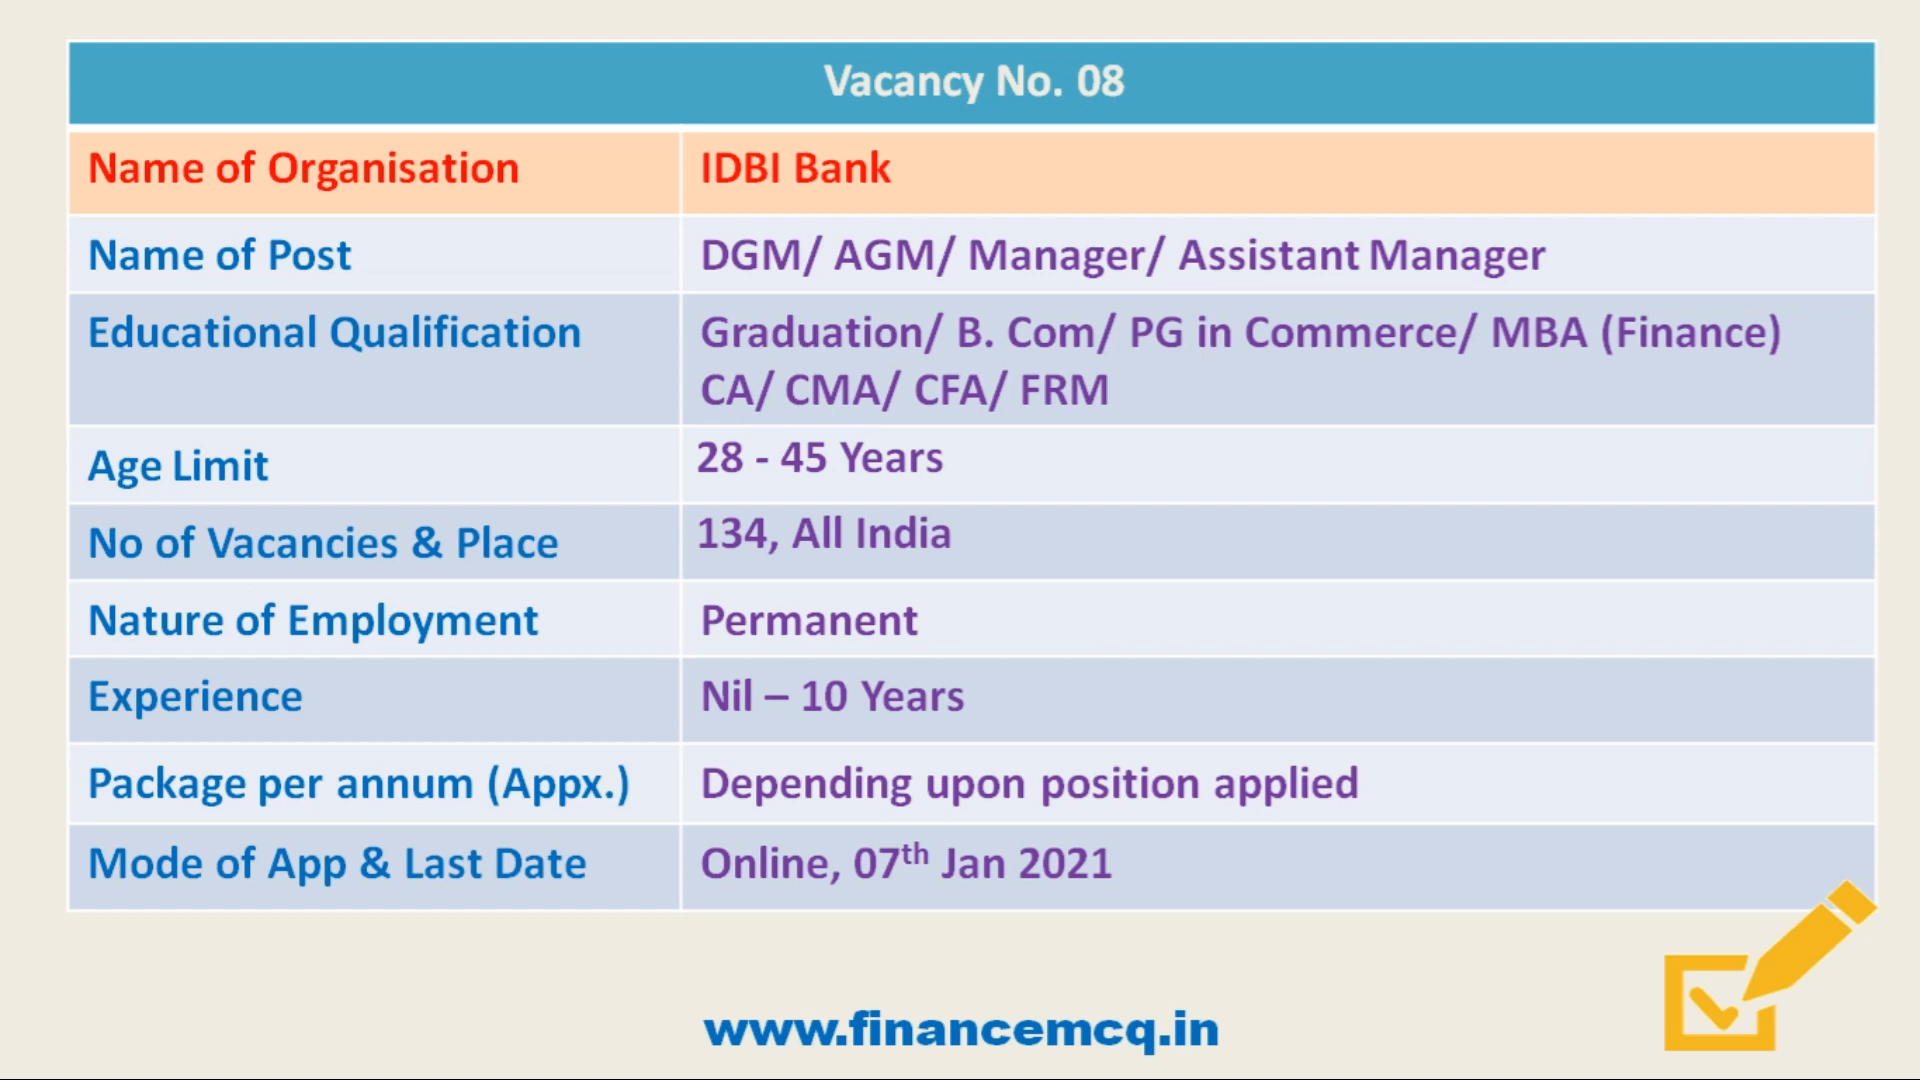 Vacancy No. 08
Name of Organisation IDBI Bank
Name of Post DGM/ AGM/ Manager/ Assistant Manager
Educational Qualification Graduation/ B. Com/ PG in Commerce/ MBA (Finance)
CA/ CMA/ CFA/ FRM
Age Limit 28 - 45 Years
No of Vacancies & Place 134, All India
Nature of Employment Permanent
Experience Nil – 10 Years
Package per annum (Appx.) Depending upon position applied
Mode of App & Last Date Online, 07th Jan 2021
www.financemcq.in